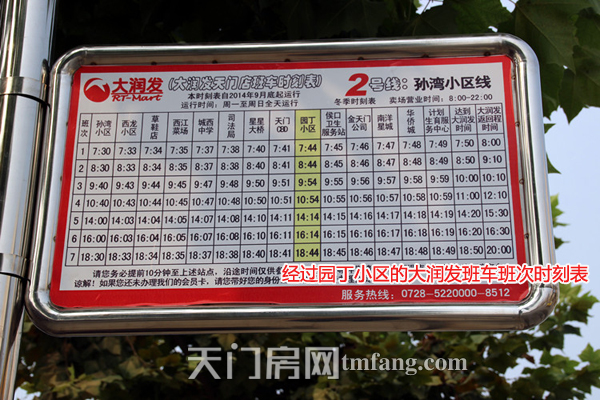 大润发
RT-Mart
《大润发天门店班车时刻表》
2号线：孙湾小区线
本时刻表自2014年9月底起运行
运行时间：周一至周日全天运行
冬季时刻表 卖场营业时间：8:00-22:00
班次 孙湾小区 西龙小区 草鞋店 西江菜场 城西中学 司法局 星星大桥 天门CBD 园丁小区 侯口卫生服务站 金天门公司 南洋星城 华侨城 计划生育服务中心 达到大润发时间 大润发返回程时间
1 7:30 7:33 7:34 7:35 7:37 7:38 7:40 7:41 7:44 7:45 7:46 7:47 7:48 7:49 7:50 8:00
2 8:30 8:33 8:34 8:35 8:37 8:38 8:40 8:41 8:44 8:45 8:46 8:47 8:48 8:49 8:50 9:00
3 9:40 9:43 9:44 9:45 9:47 9:48 9:50 9:51 9:54 9:55 9:56 9:57 9:58 9:59 10:00 11:00
4 10:40 10:43 10:44 10:45 10:47 10:48 10:50 10:51 10:54 10:55 10:56 10:57 10:58 10:59 11:00 12:10
5 14:00 14:03 14:04 14:05 14:07 14:08 14:10 14:11 14:14 14:15 14:16 14:17 14:18 14:19 14:20 15:30
6 16:00 16:03 16:04 16:05 16:07 16:08 16:10 16:11 16:14 16:15 16:16 16:17 16:18 16:19 16:20 16:30
7 18:30 18:33 18:34 18:35 18:37 18:38 18:40 18:41 18:44 18:45 18:46 18:47 18:48 18:49 18:50 20:00
请您务必提前10分钟至上述站点，沿途时间仅供
谅解！如果您还未办理我们的会员卡，请您带好您的身份
经过园丁小区的大润发班车班次时刻表
服务热线：0728-5220000-8512
天门房网tmfang.com